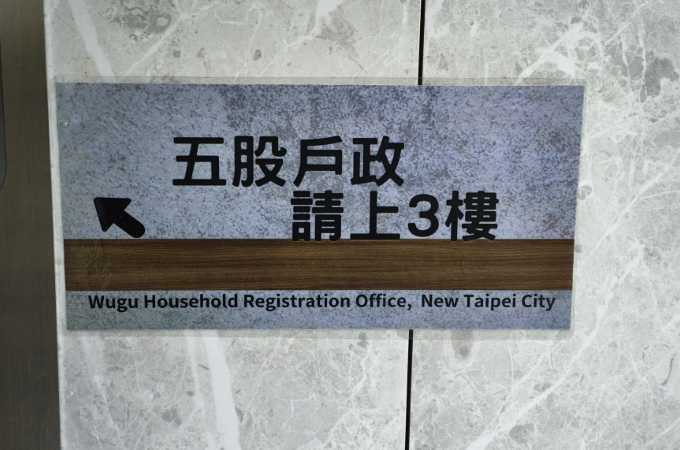 五股戶政
請上3樓
Wugu Household Registration Office, New Taipei City